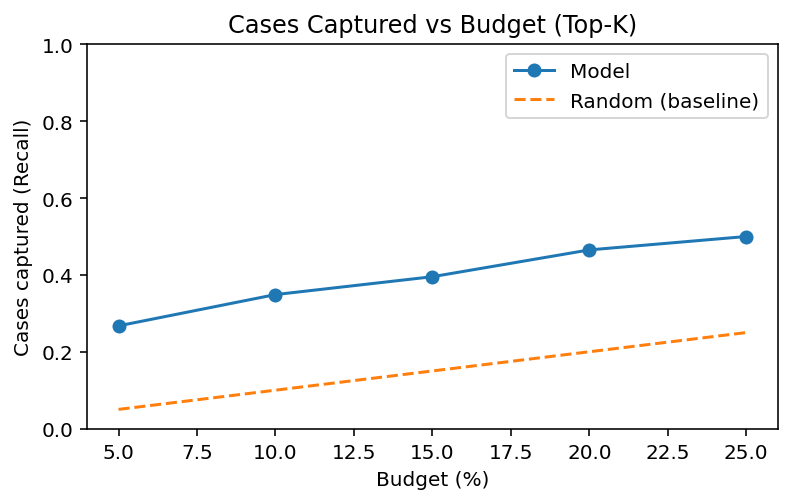 Cases Captured vs Budget (Top-K)
Model
Random (baseline)
Cases captured (Recall)
1.0
0.8
0.6
0.4
0.2
0.0
5.0 7.5 10.0 12.5 15.0 17.5 20.0 22.5 25.0
Budget (%)